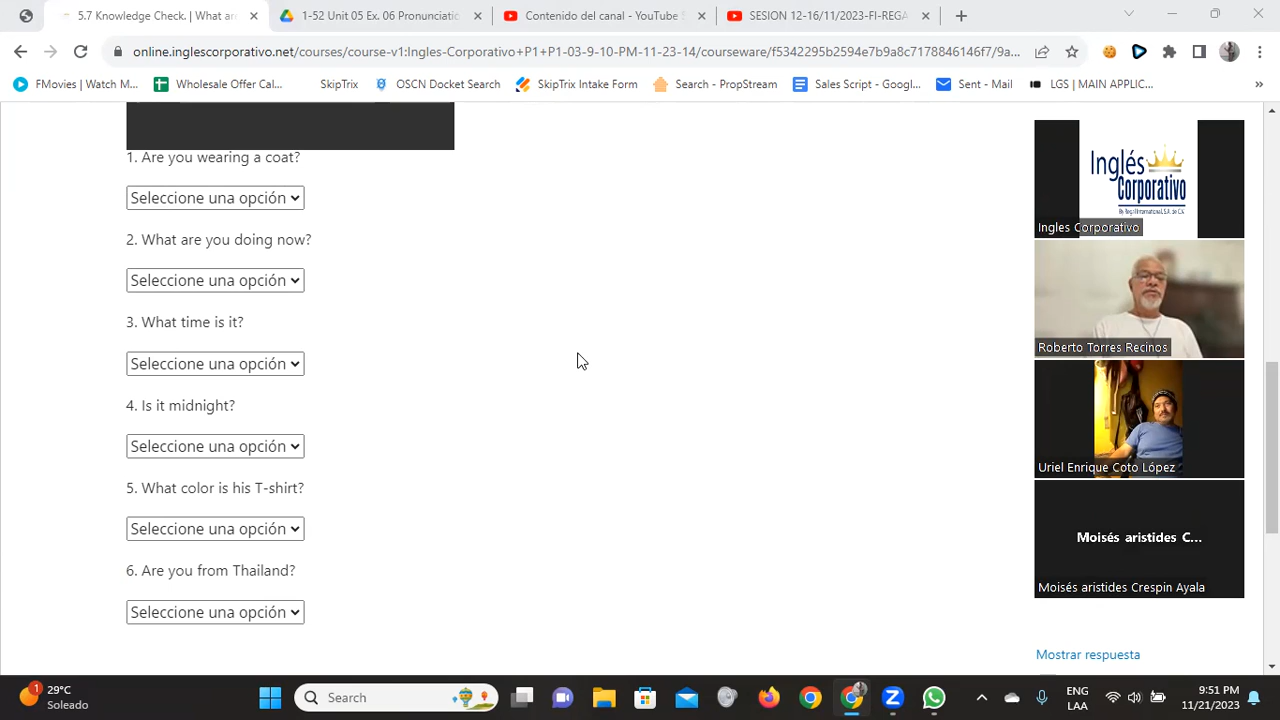 5.7 Knowledge Check. | What ar
1-52 Unit 05 Ex. 06 Pronunciatic
Contenido del canal - YouTube
SESION 12-16/11/2023-FI-REGA
online.inglescorporativo.net/courses/course-v1:Ingles-Corporativo+P1+P1-03-9-10-PM-11-23-14/courseware/f5342295b2594e7b9a8c7178846146f7/9a...
FMovies | Watch M...
Wholesale Offer Cal...
SkipTrix
OSCN Docket Search
SkipTrix Intake Form
Search - PropStream
Sales Script - Googl...
Sent - Mail
LGS | MAIN APPLIC...
1. Are you wearing a coat?
Seleccione una opción
2. What are you doing now?
Seleccione una opción
3. What time is it?
Seleccione una opción
4. Is it midnight?
Seleccione una opción
5. What color is his T-shirt?
Seleccione una opción
6. Are you from Thailand?
Seleccione una opción
Inglés
Corporativo
Ingles Corporativo
Roberto Torres Recinos
Uriel Enrique Coto López
Moisés aristides C...
Moisés aristides Crespin Ayala
Mostrar respuesta
1
29°C
Soleado
Search
ENG
LAA
9:51 PM
11/21/2023